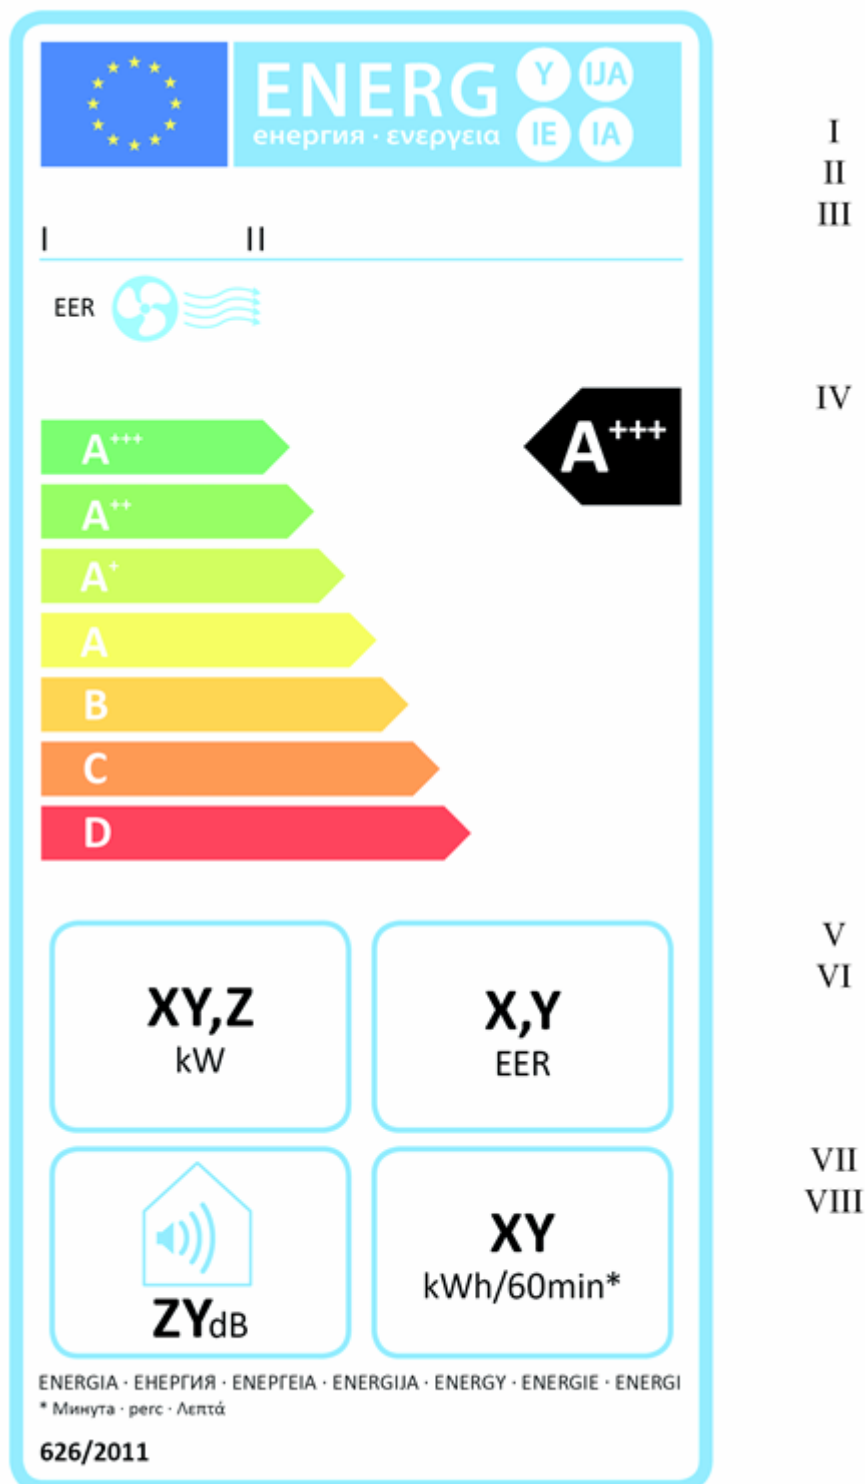 ENERG Y IJA
енергия · ενεργεια IE IA
I
II
III
I II
EER
IV
A+++
A+++
A++
A+
A
B
C
D
V
VI
XY,Z
kW
X,Y
EER
VII
VIII
ZYdB
XY
kWh/60min*
ENERGIA · ЕНЕРГИЯ · ΕΝΕΡΓΕΙΑ · ENERGIJA · ENERGY · ENERGIE · ENERGI
* Минута · perc · Λεπτά
626/2011